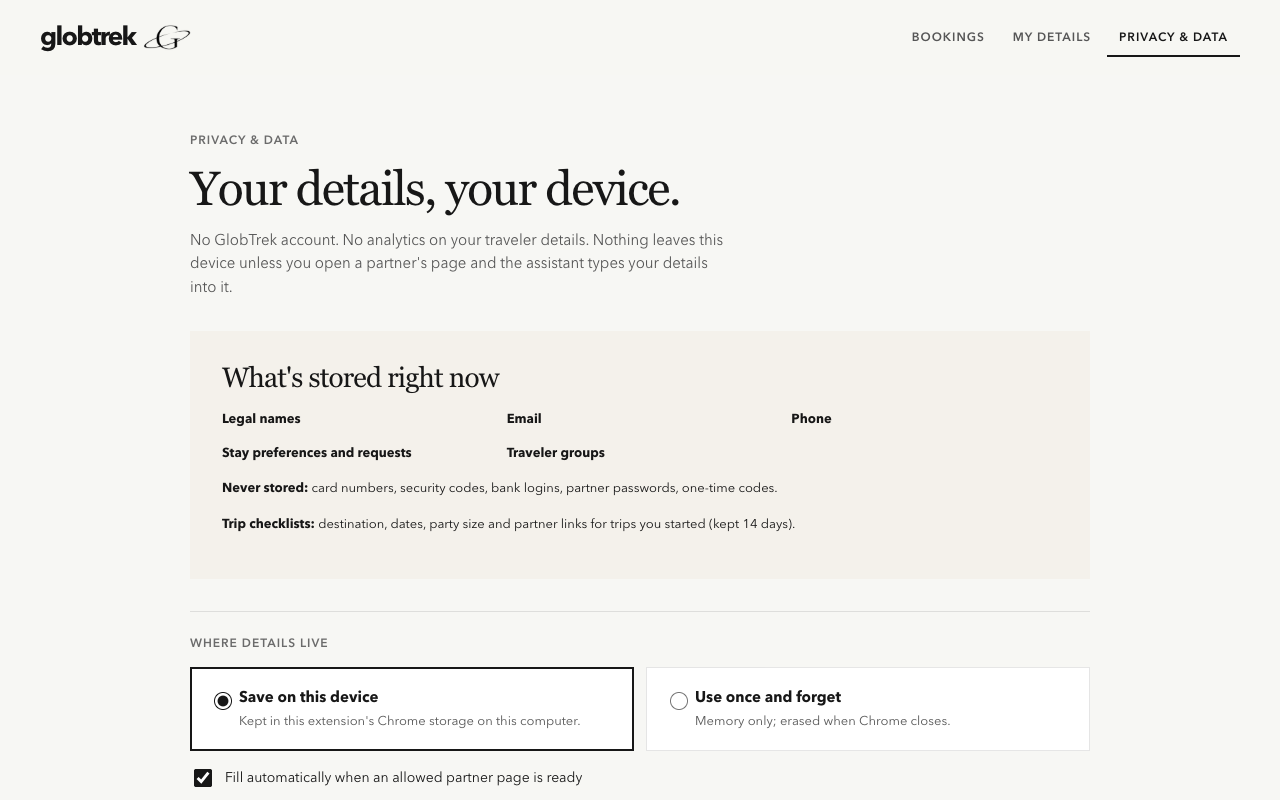 globtrek G
BOOKINGS
MY DETAILS
PRIVACY & DATA
PRIVACY & DATA
Your details, your device.
No GlobTrek account. No analytics on your traveler details. Nothing leaves this
device unless you open a partner's page and the assistant types your details
into it.
What's stored right now
Legal names
Email
Phone
Stay preferences and requests
Traveler groups
Never stored: card numbers, security codes, bank logins, partner passwords, one-time codes.
Trip checklists: destination, dates, party size and partner links for trips you started (kept 14 days).
WHERE DETAILS LIVE
Save on this device
Kept in this extension's Chrome storage on this computer.
Use once and forget
Memory only; erased when Chrome closes.
Fill automatically when an allowed partner page is ready